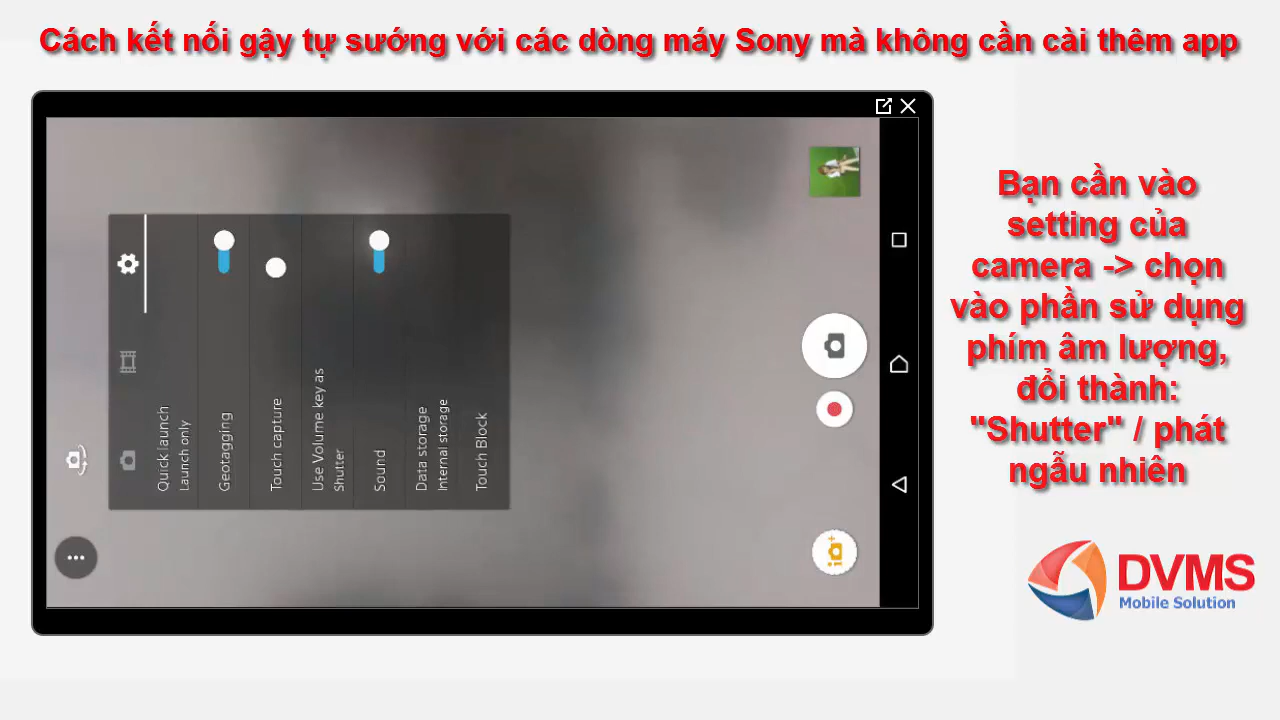 Cách kết nối gậy tự sướng với các dòng máy Sony mà không cần cài thêm app
Quick launch
Launch only
Geotagging
Touch capture
Use Volume key as
Shutter
Sound
Data storage
Internal storage
Touch Block
Bạn cần vào
setting của
camera -> chọn
vào phần sử dụng
phím âm lượng,
đổi thành:
"Shutter" / phát
ngẫu nhiên
DVMS
Mobile Solution